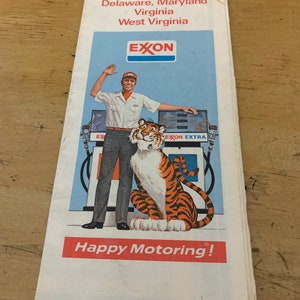 Delaware, Maryland
Virginia
West Virginia
EXXON
EXXON EXTRA
Happy Motoring!